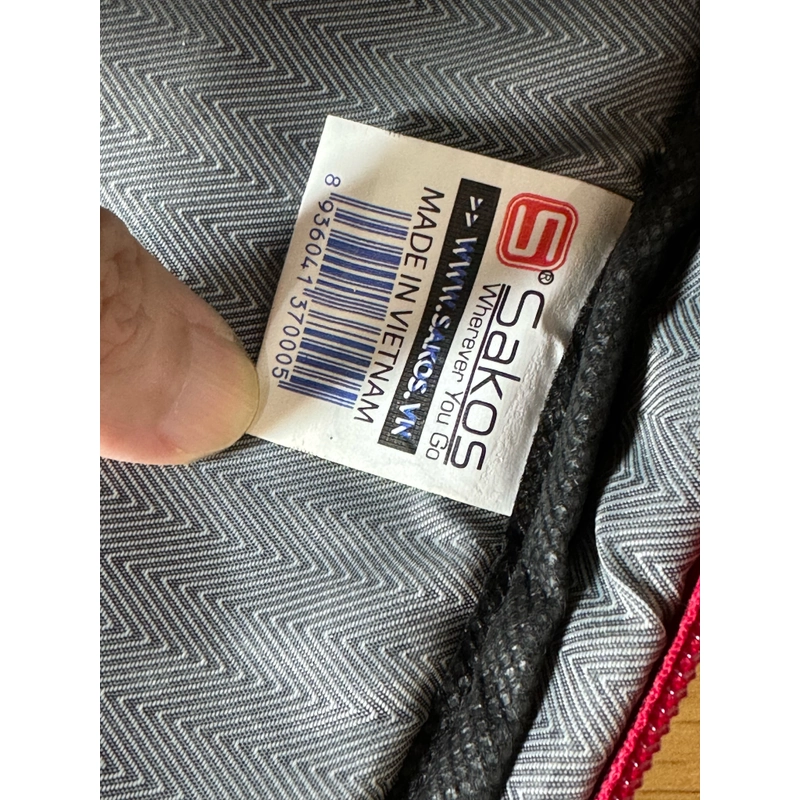 S®
Sakos
Wherever You Go
>> WWW.SAKOS.VN
MADE IN VIETNAM
8 936041 370005